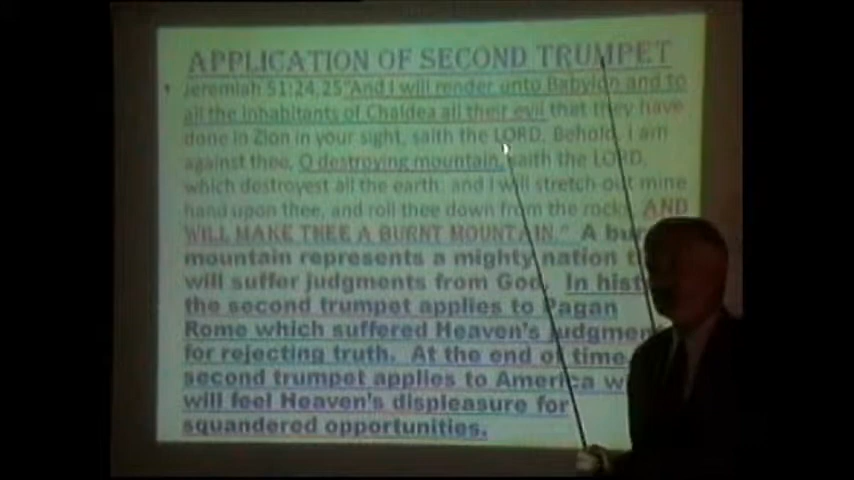 APPLICATION OF SECOND TRUMPET
Jeremiah 51:24,25"And I will render unto Babylon and to
all the inhabitants of Chaldea all their evil that they have
done in Zion in your sight, saith the LORD. Behold, I am
against thee, O destroying mountain, saith the LORD,
which destroyest all the earth: and I will stretch out mine
hand upon thee, and roll thee down from the rocks, AND
WILL MAKE THEE A BURNT MOUNTAIN." A
mountain represents a mighty nation
will suffer judgments from God. In
the second trumpet applies to Pagan
Rome which suffered Heaven's
for rejecting truth. At the end of time
second trumpet applies to America
will feel Heaven's displeasure for
squandered opportunities.